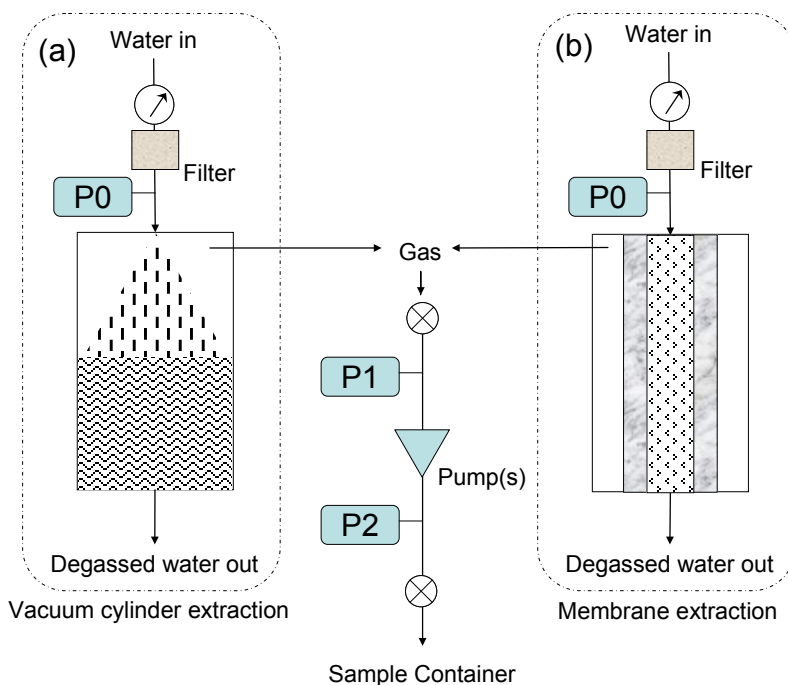 (a)
Water in
Filter
P0
Degassed water out
Vacuum cylinder extraction
Gas
P1
Pump(s)
P2
Sample Container
(b)
Water in
Filter
P0
Degassed water out
Membrane extraction